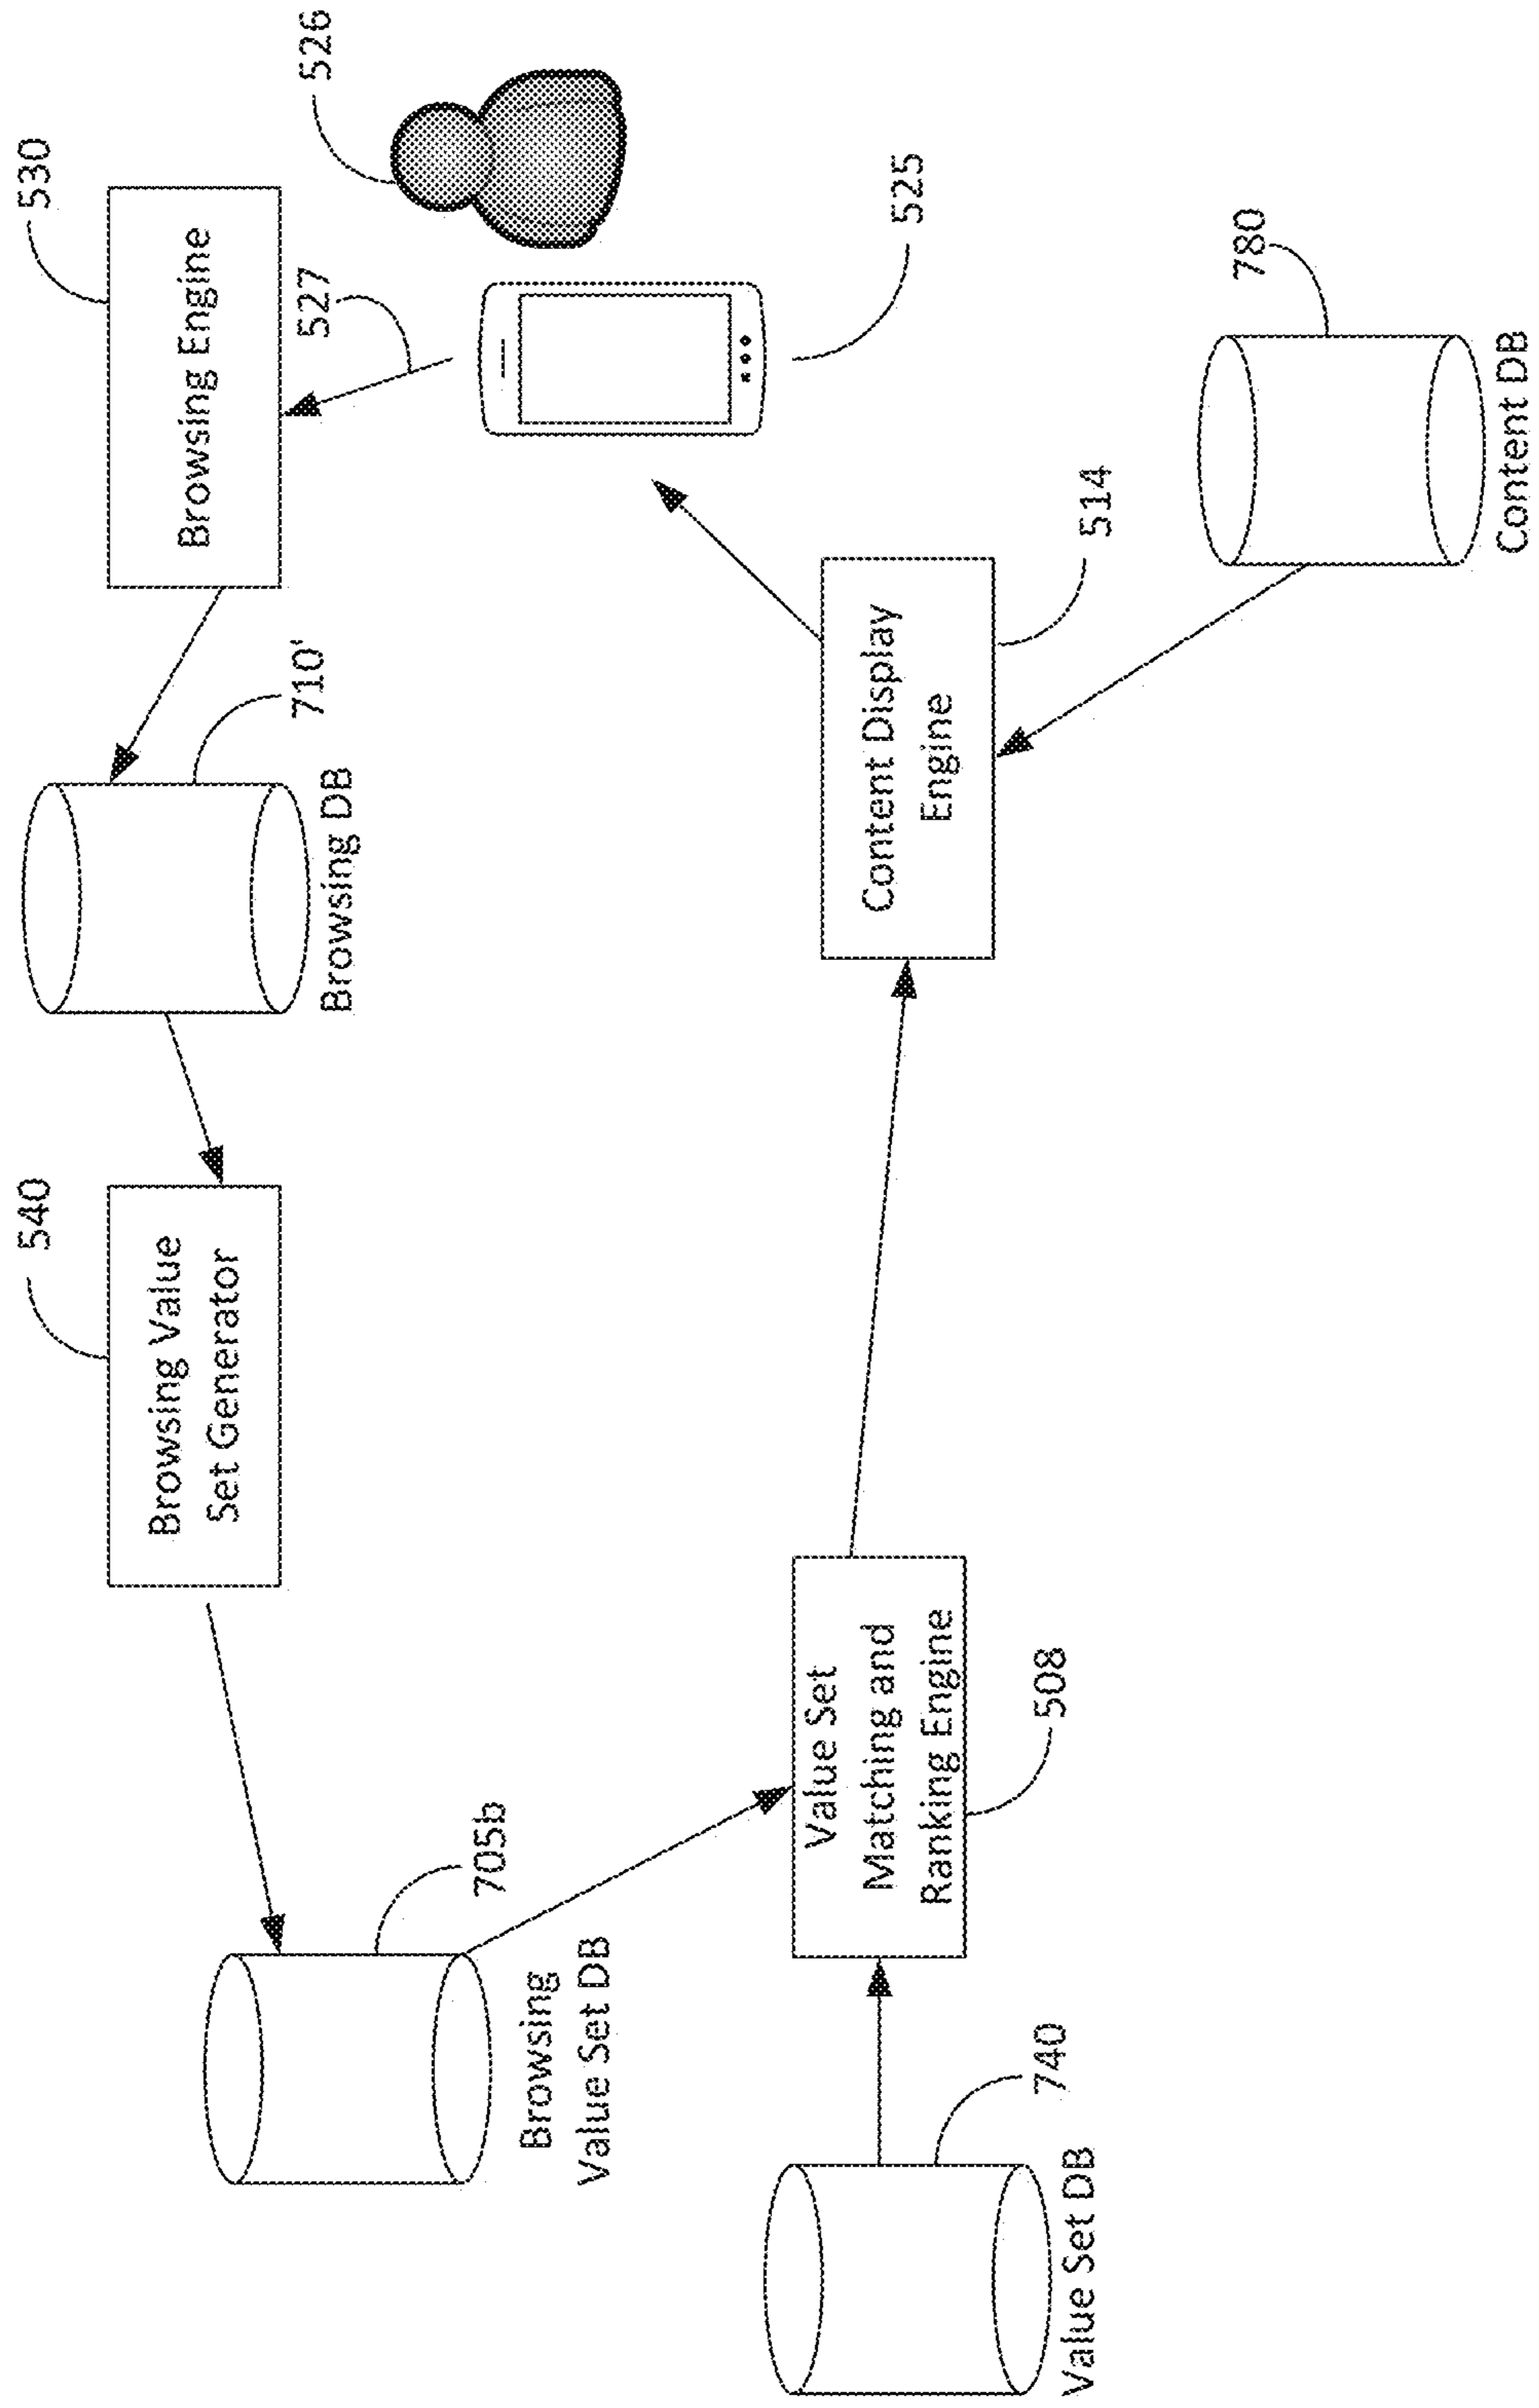 530
Browsing Engine
526
527
525
710'
Browsing DB
540
Browsing Value
Set Generator
705b
Browsing
Value Set DB
Value Set
Matching and
Ranking Engine
508
740
Value Set DB
Content Display
Engine
514
780
Content DB